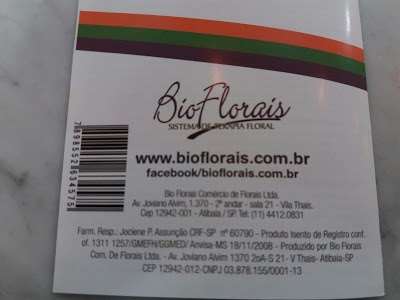 BioFlorais
SISTEMA DE TERAPIA FLORAL
www.bioflorais.com.br
facebook/bioflorais.com.br
Bio Florais Comércio de Florais Ltda.
Av. Joviano Alvim, 1.370 - 2º andar - sala 21 - Vila Thais.
Cep 12942-001 - Atibaia / SP. Tel: (11) 4412.0831
Farm. Resp.: Joclene P. Assunção CRF-SP nº 60790 - Produto Isento de Registro conf.
of. 1311 1257/GMEFH/GGMED/ Anvisa-MS 18/11/2008 - Produzido por Bio Florais
Com. De Florais Ltda. - Av. Joviano Alvim 1370 2oA-S 21 - V Thais- Atibaia-SP
CEP 12942-012-CNPJ 03.878.155/0001-13
7898552634575